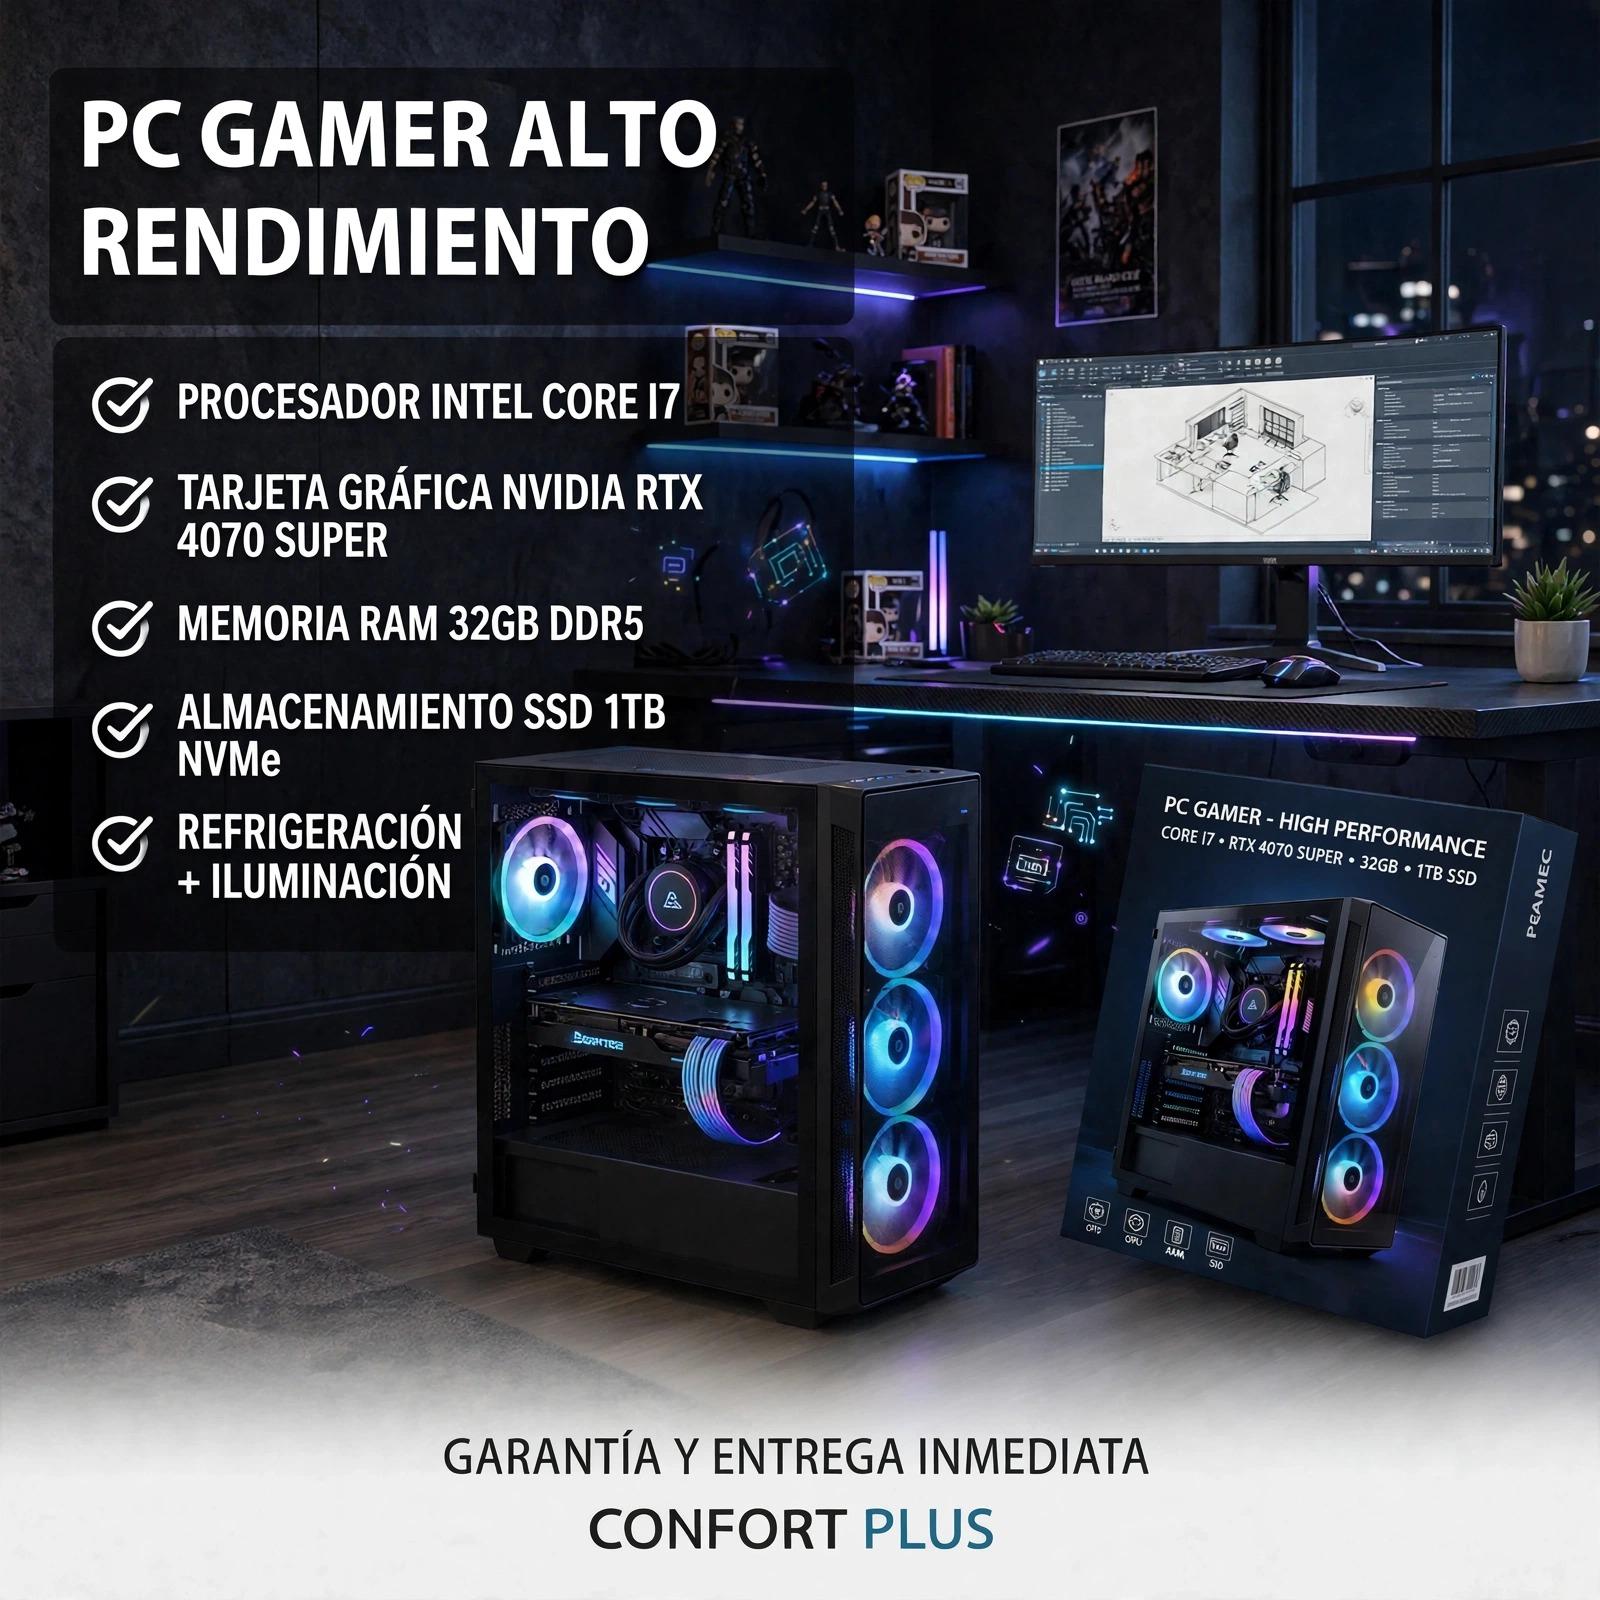 PC GAMER ALTO
RENDIMIENTO
PROCESADOR INTEL CORE I7
TARJETA GRÁFICA NVIDIA RTX
4070 SUPER
MEMORIA RAM 32GB DDR5
ALMACENAMIENTO SSD 1TB
NVMe
REFRIGERACIÓN
+ ILUMINACIÓN
PC GAMER - HIGH PERFORMANCE
CORE I7 • RTX 4070 SUPER • 32GB • 1TB SSD
GARANTÍA Y ENTREGA INMEDIATA
CONFORT PLUS